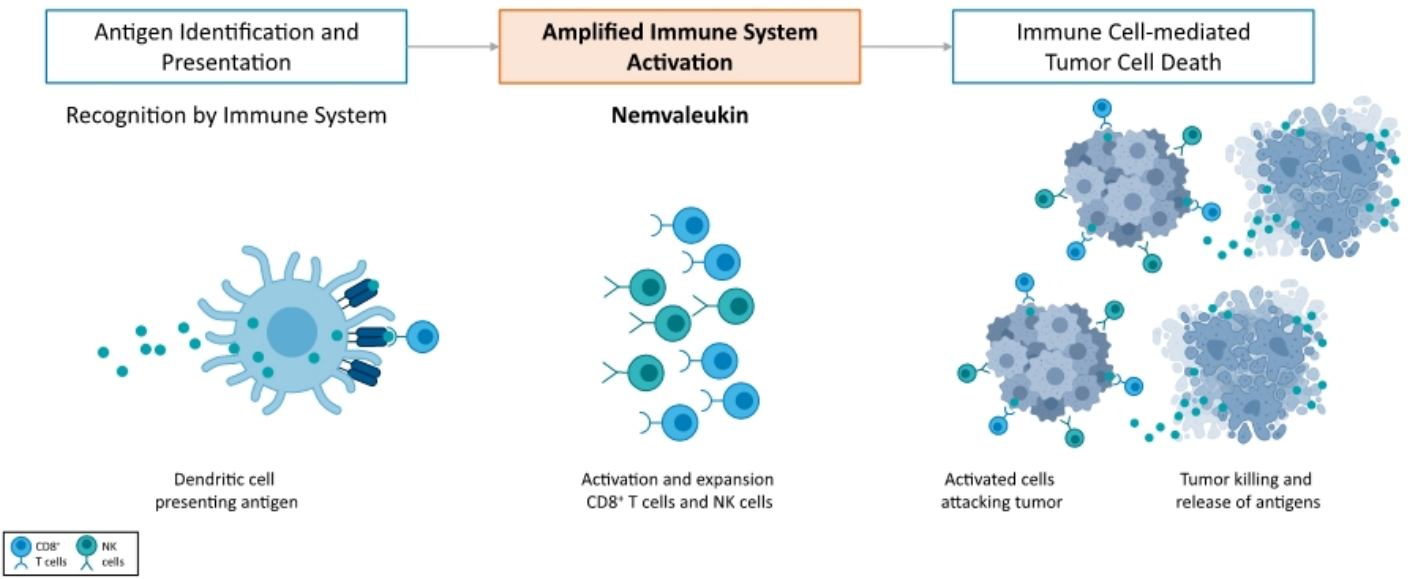 Antigen Identification and
Presentation
Amplified Immune System
Activation
Immune Cell-mediated
Tumor Cell Death
Recognition by Immune System
Nemvaleukin
Dendritic cell
presenting antigen
Activation and expansion
CD8⁺ T cells and NK cells
Activated cells
attacking tumor
Tumor killing and
release of antigens
CD8⁺
T cells
NK
cells